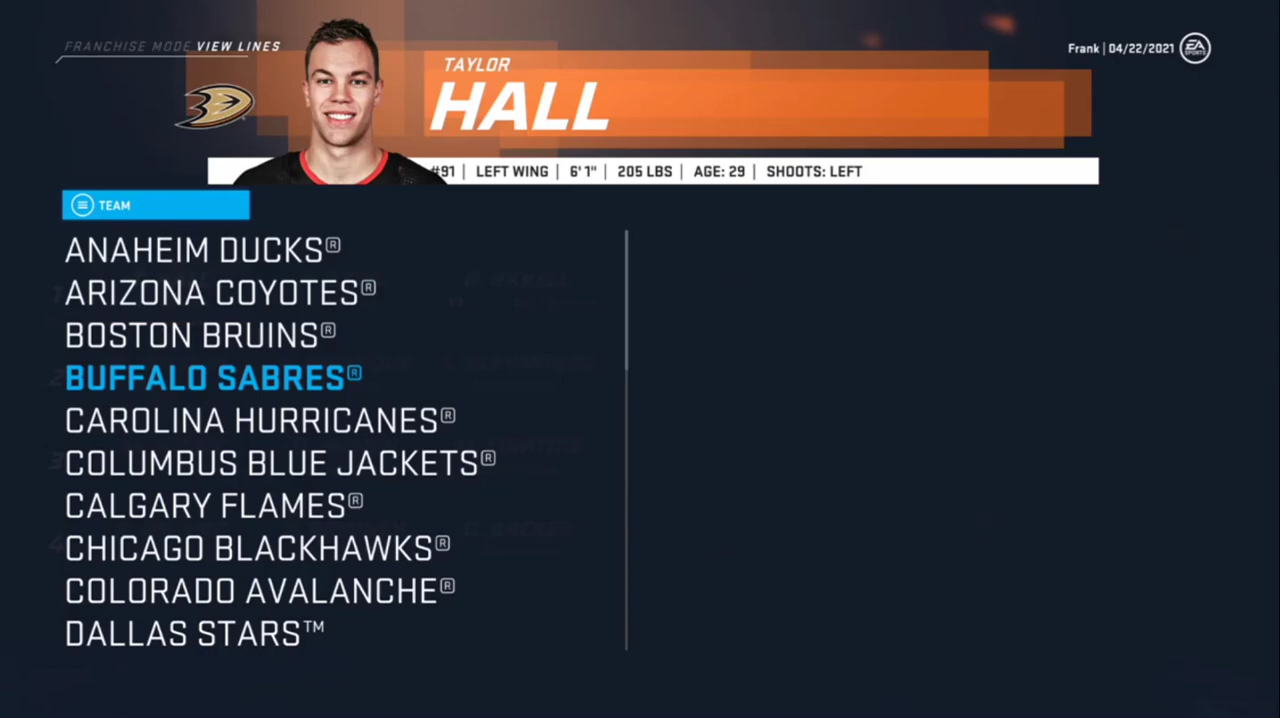 FRANCHISE MODE VIEW LINES
Frank | 04/22/2021
EA
SPORTS
TAYLOR
HALL
#91 | LEFT WING | 6' 1" | 205 LBS | AGE: 29 | SHOOTS: LEFT
TEAM
ANAHEIM DUCKS®
ARIZONA COYOTES®
BOSTON BRUINS®
BUFFALO SABRES®
CAROLINA HURRICANES®
COLUMBUS BLUE JACKETS®
CALGARY FLAMES®
CHICAGO BLACKHAWKS®
COLORADO AVALANCHE®
DALLAS STARS™